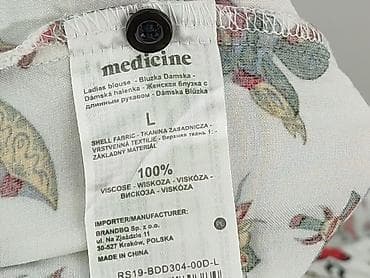 medicine
Ladies blouse - Bluzka Damska -
Dámská halenka - Женская блузка с
длинным рукавом - Dámska Blúzka
L
SHELL FABRIC - TKANINA ZASADNICZA -
VRSTVENNÁ TEXTILIE - Верхняя ткань 1: -
ZÁKLADNÝ MATERIÁL
100%
VISCOSE - WISKOZA - VISKÓZA -
ВИСКОЗА - VISKÓZA
IMPORTER
BRANDBQ Sp. z o.o.
ul. Na Zjeździe 11
30-527 Kraków, POLSKA
MADE IN CHINA
RS19-BDD304-00D-L